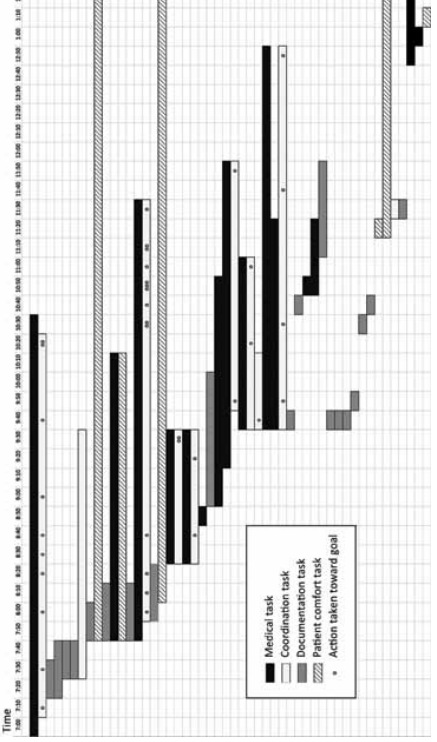 Time
7:00 7:10 7:20 7:30 7:40 7:50 8:00 8:10 8:20 8:30 8:40 8:50 9:00 9:10 9:20 9:30 9:40 9:50 10:00 10:10 10:20 10:30 10:40 10:50 11:00 11:10 11:20 11:30 11:40 11:50 12:00 12:10 12:20 12:30 12:40 12:50 1:00 1:10
Medical task
Coordination task
Documentation task
Patient comfort task
Action taken toward goal